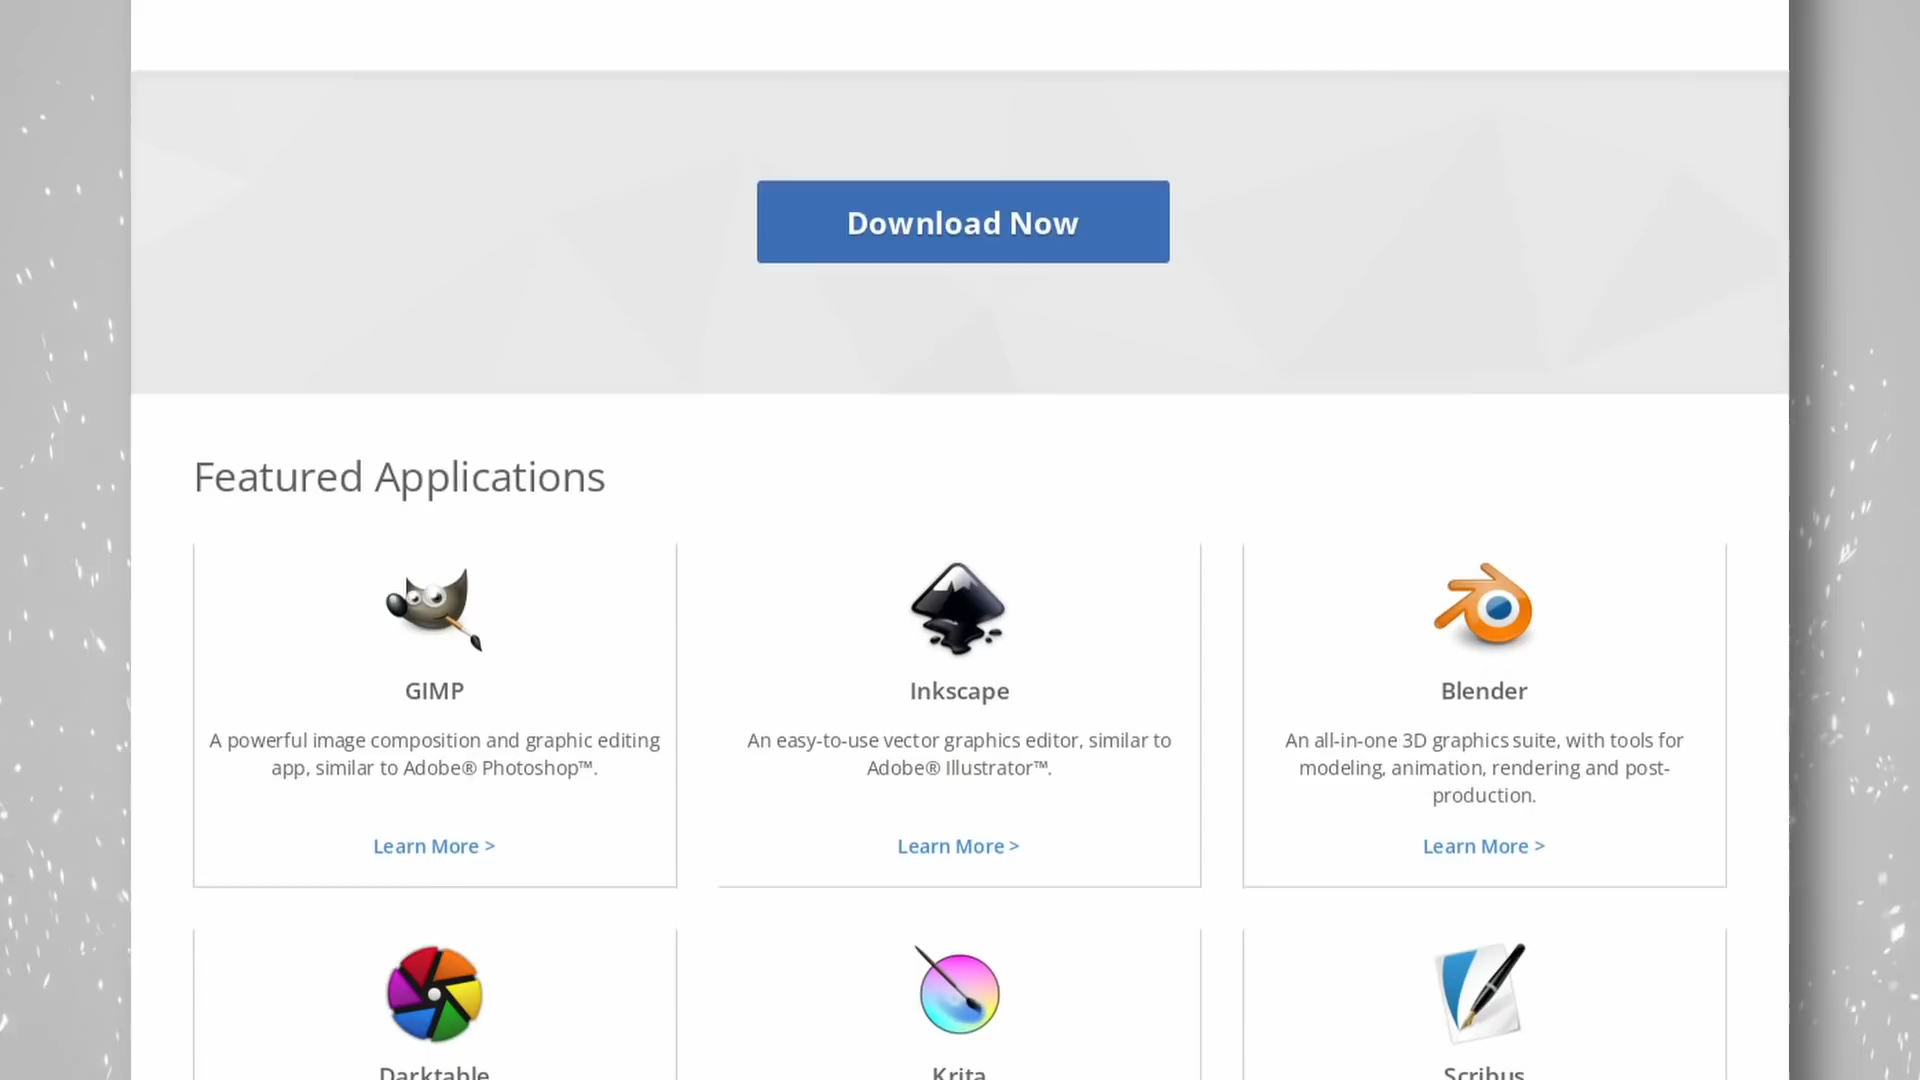 Download Now
Featured Applications
GIMP
A powerful image composition and graphic editing
app, similar to Adobe® Photoshop™.
Learn More >
Inkscape
An easy-to-use vector graphics editor, similar to
Adobe® Illustrator™.
Learn More >
Blender
An all-in-one 3D graphics suite, with tools for
modeling, animation, rendering and post-
production.
Learn More >
Darktable
Krita
Scribus